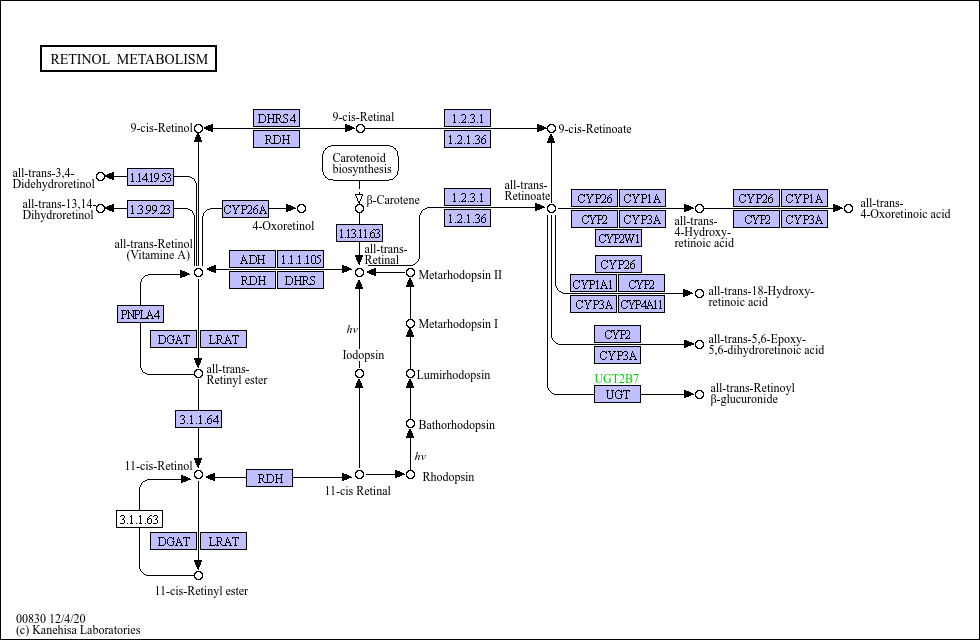 RETINOL METABOLISM
9-cis-Retinol
DHRS4
RDH
9-cis-Retinal
1.2.3.1
1.2.1.36
9-cis-Retinoate
Carotenoid
biosynthesis
all-trans-3,4-
Didehydroretinol
1.14.19.53
all-trans-13,14-
Dihydroretinol
1.3.99.23
CYP26A
4-Oxoretinol
β-Carotene
1.13.11.63
all-trans-
Retinal
1.2.3.1
1.2.1.36
all-trans-
Retinoate
CYP26
CYP1A
CYP2
CYP3A
CYP2W1
all-trans-
4-Hydroxy-
retinoic acid
CYP26
CYP1A
CYP2
CYP3A
all-trans-
4-Oxoretinoic acid
all-trans-Retinol
(Vitamine A)
ADH
1.1.1.105
RDH
DHRS
Metarhodopsin II
CYP26
CYP1A1
CYP2
CYP3A
CYP4A11
all-trans-18-Hydroxy-
retinoic acid
PNPLA4
DGAT
LRAT
hv
Iodopsin
Metarhodopsin I
CYP2
CYP3A
all-trans-5,6-Epoxy-
5,6-dihydroretinoic acid
all-trans-
Retinyl ester
Lumirhodopsin
UGT2B7
UGT
all-trans-Retinoyl
β-glucuronide
3.1.1.64
Bathorhodopsin
hv
11-cis-Retinol
RDH
11-cis Retinal
Rhodopsin
3.1.1.63
DGAT
LRAT
11-cis-Retinyl ester
00830 12/4/20
(c) Kanehisa Laboratories